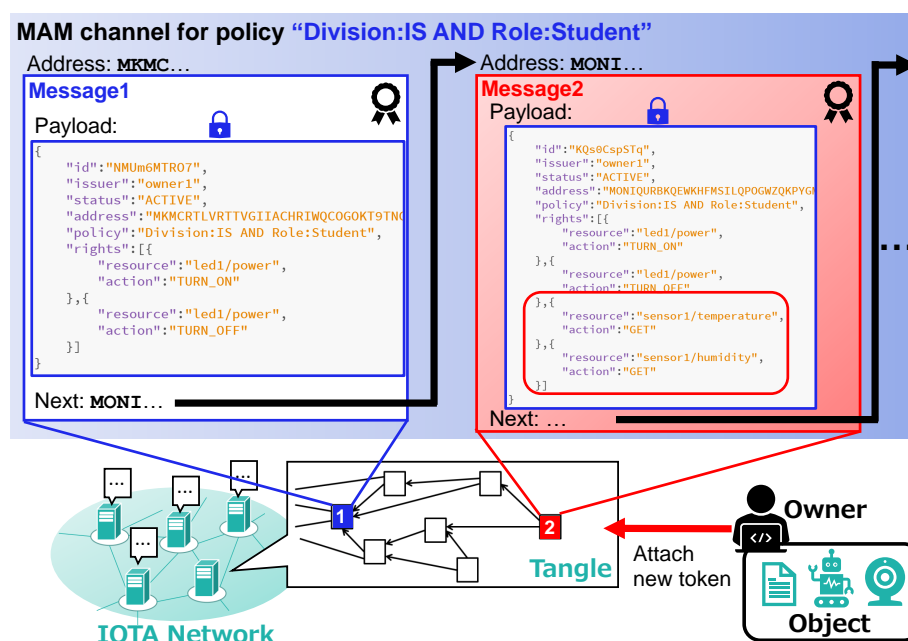 MAM channel for policy “Division:IS AND Role:Student”
Address: MKMC...
Message1
Payload:
{
"id":"NMUm6MTRO7",
"issuer":"owner1",
"status":"ACTIVE",
"address":"MKMCRTLVRTTVGIIACHRIWQCOGOKT9TNC
"policy":"Division:IS AND Role:Student",
"rights":[{
"resource":"led1/power",
"action":"TURN_ON"
},{
"resource":"led1/power",
"action":"TURN_OFF"
}]
}
Next: MONI...
Address: MONI...
Message2
Payload:
{
"id":"KQs0CspSTq",
"issuer":"owner1",
"status":"ACTIVE",
"address":"MONIQURBKQEWKHFMSILQPOGWZQKPYGM
"policy":"Division:IS AND Role:Student",
"rights":[{
"resource":"led1/power",
"action":"TURN_ON"
},{
"resource":"led1/power",
"action":"TURN_OFF"
},{
"resource":"sensor1/temperature",
"action":"GET"
},{
"resource":"sensor1/humidity",
"action":"GET"
}]
}
Next: ...
...
...
...
...
...
1
2
Tangle
IOTA Network
Attach
new token
Owner
</>
Object